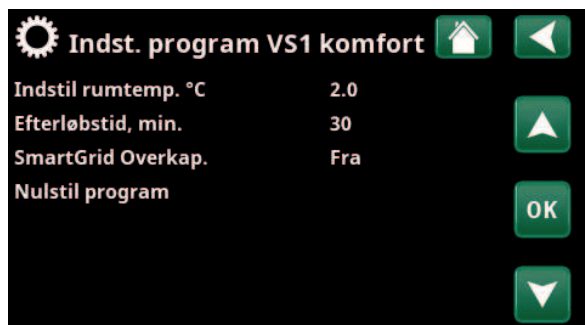 Indst. program VS1 komfort
Indstil rumtemp. °C 2.0
Efterløbstid, min. 30
SmartGrid Overkap. Fra
Nulstil program
OK